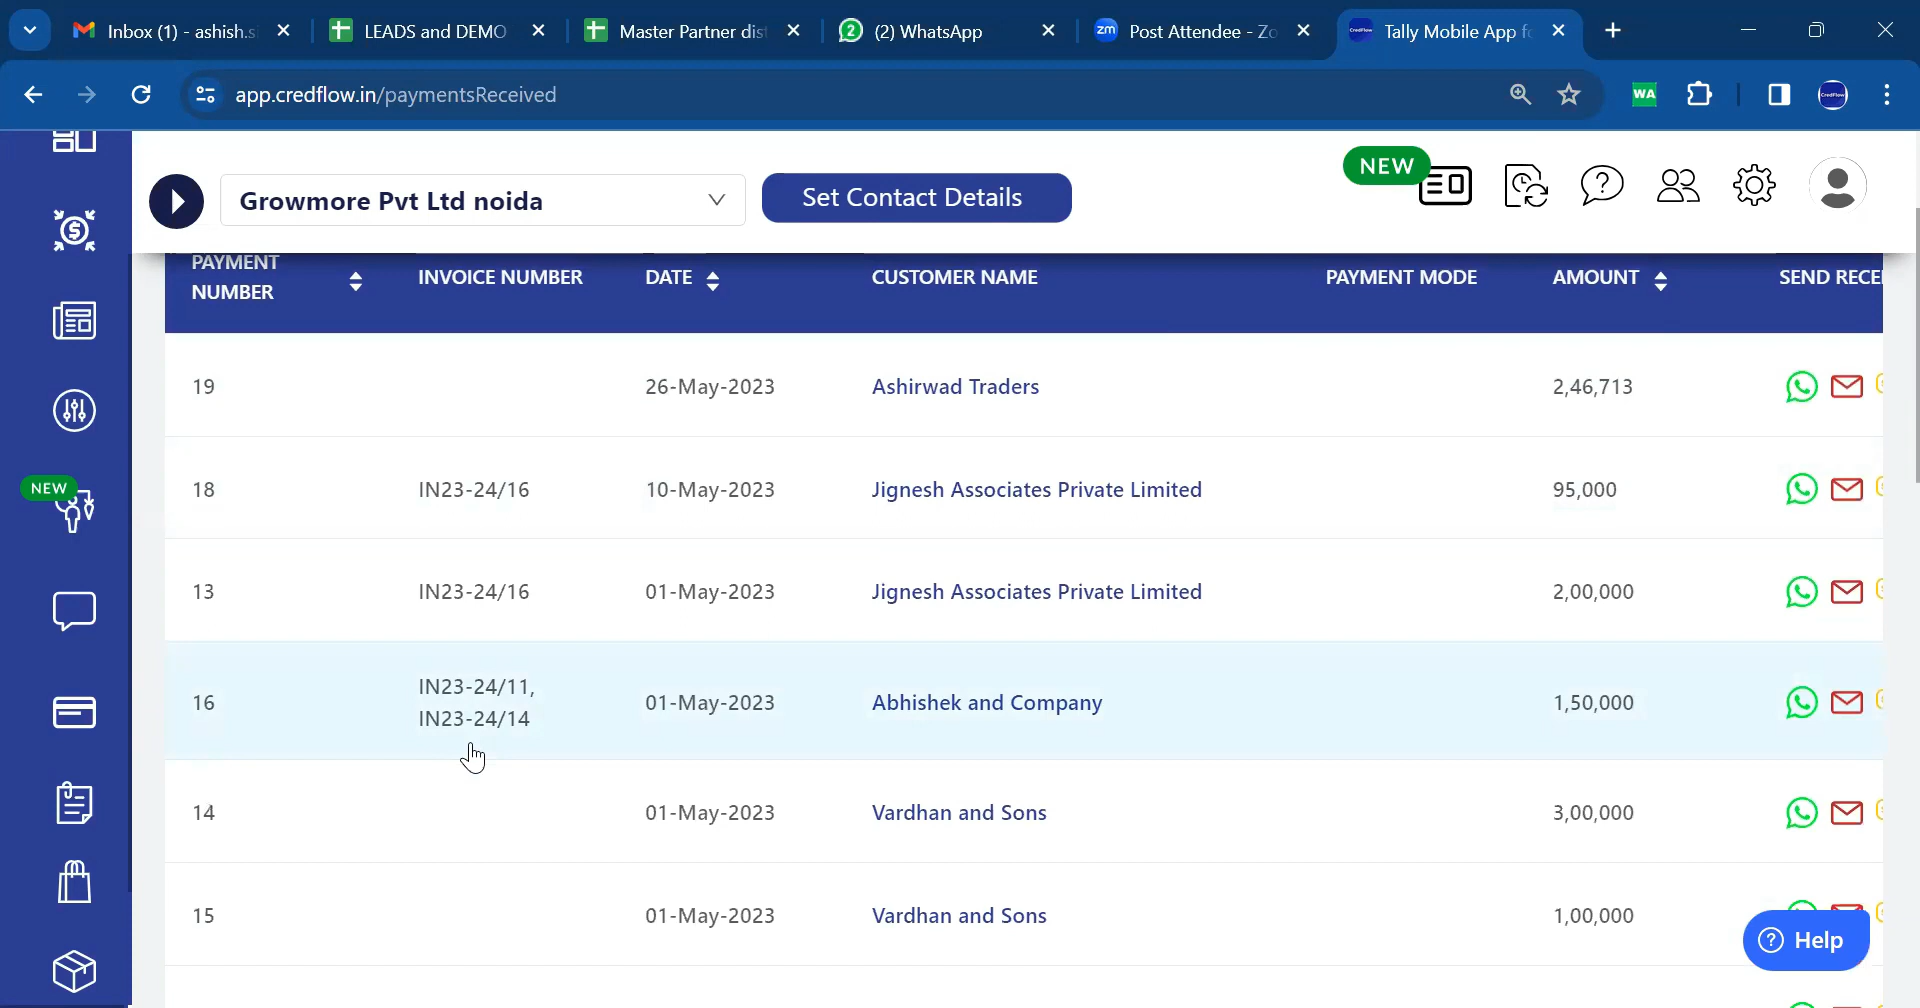 Inbox (1) - ashish.s
LEADS and DEMO
Master Partner dist
2
(2) WhatsApp
zm
Post Attendee - Zo
CredFlow
Tally Mobile App fo
app.credflow.in/paymentsReceived
WA
CredFlow
Growmore Pvt Ltd noida
Set Contact Details
NEW
NEW
PAYMENT NUMBER
INVOICE NUMBER
DATE
CUSTOMER NAME
PAYMENT MODE
AMOUNT
SEND RECEI
19
26-May-2023
Ashirwad Traders
2,46,713
18
IN23-24/16
10-May-2023
Jignesh Associates Private Limited
95,000
13
IN23-24/16
01-May-2023
Jignesh Associates Private Limited
2,00,000
16
IN23-24/11,
IN23-24/14
01-May-2023
Abhishek and Company
1,50,000
14
01-May-2023
Vardhan and Sons
3,00,000
15
01-May-2023
Vardhan and Sons
1,00,000
Help